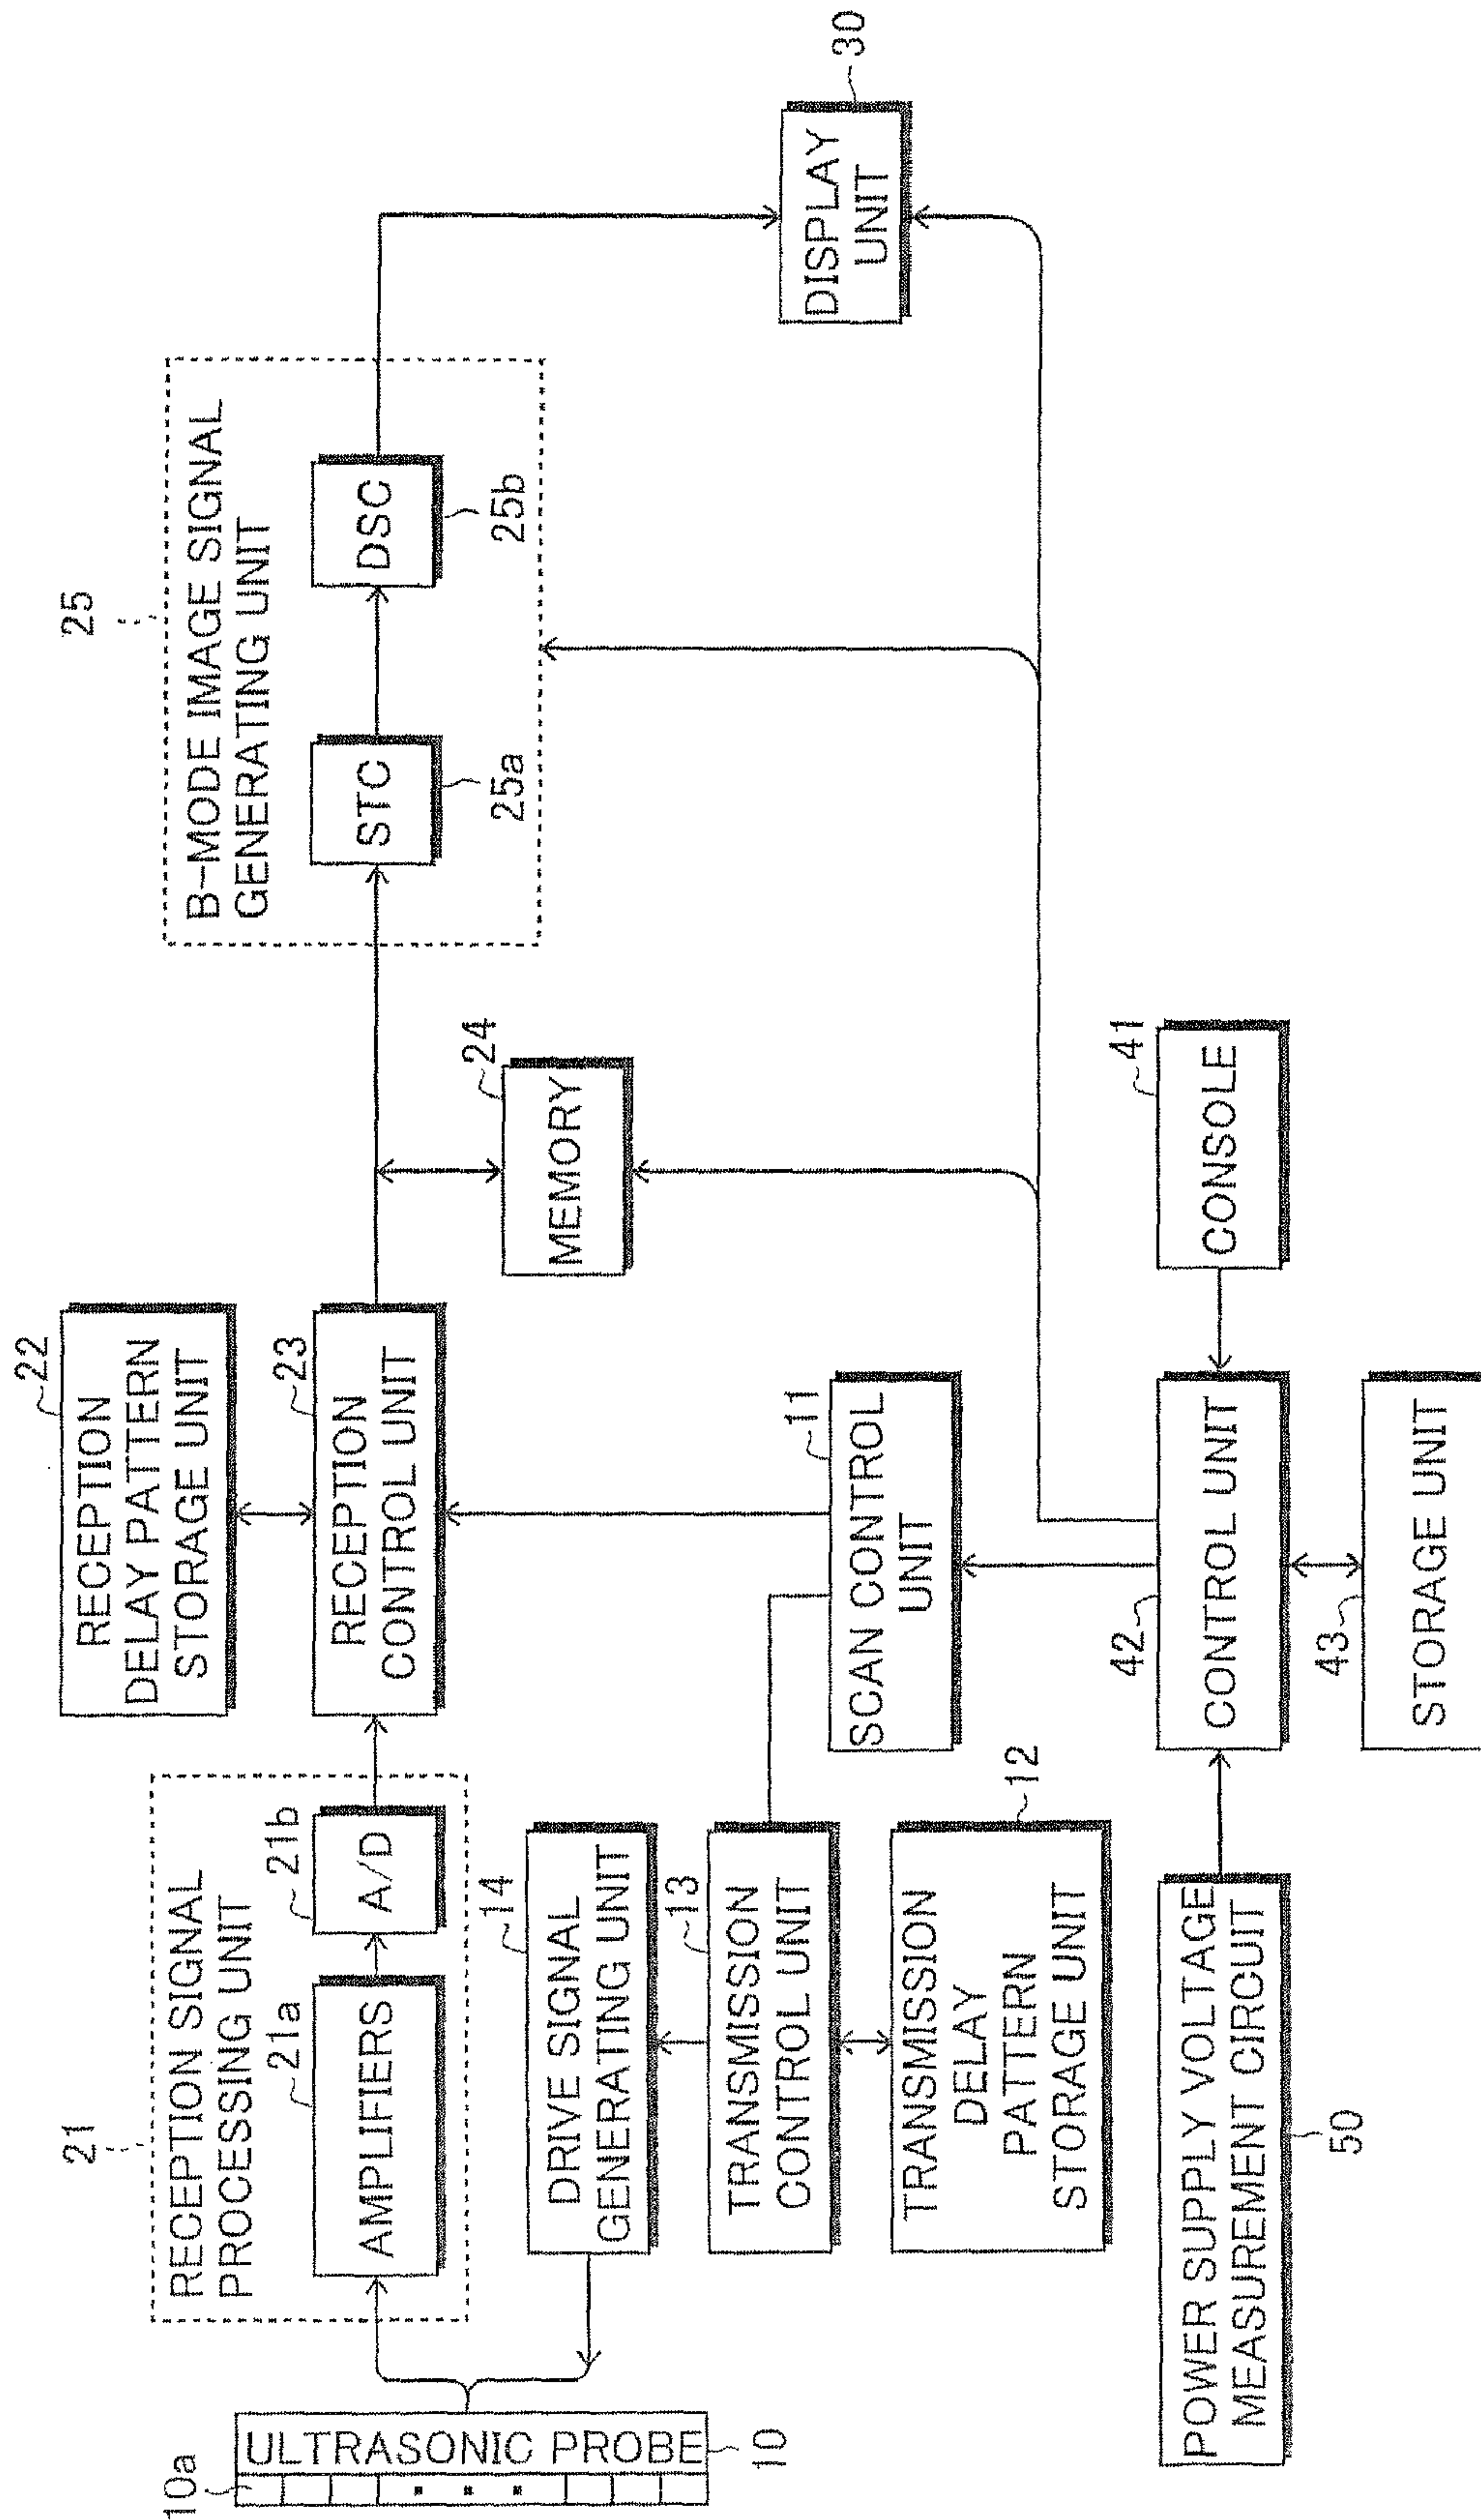 21
RECEPTION SIGNAL
PROCESSING UNIT
21a
21b
AMPLIFIERS
A/D
22
RECEPTION
DELAY PATTERN
STORAGE UNIT
23
RECEPTION
CONTROL UNIT
24
MEMORY
25
B-MODE IMAGE SIGNAL
GENERATING UNIT
STC
25a
DSC
25b
DISPLAY
UNIT
30
10a
ULTRASONIC PROBE
10
14
DRIVE SIGNAL
GENERATING UNIT
13
TRANSMISSION
CONTROL UNIT
12
TRANSMISSION
DELAY
PATTERN
STORAGE UNIT
11
SCAN CONTROL
UNIT
POWER SUPPLY VOLTAGE
MEASUREMENT CIRCUIT
50
42
CONTROL UNIT
41
CONSOLE
43
STORAGE UNIT